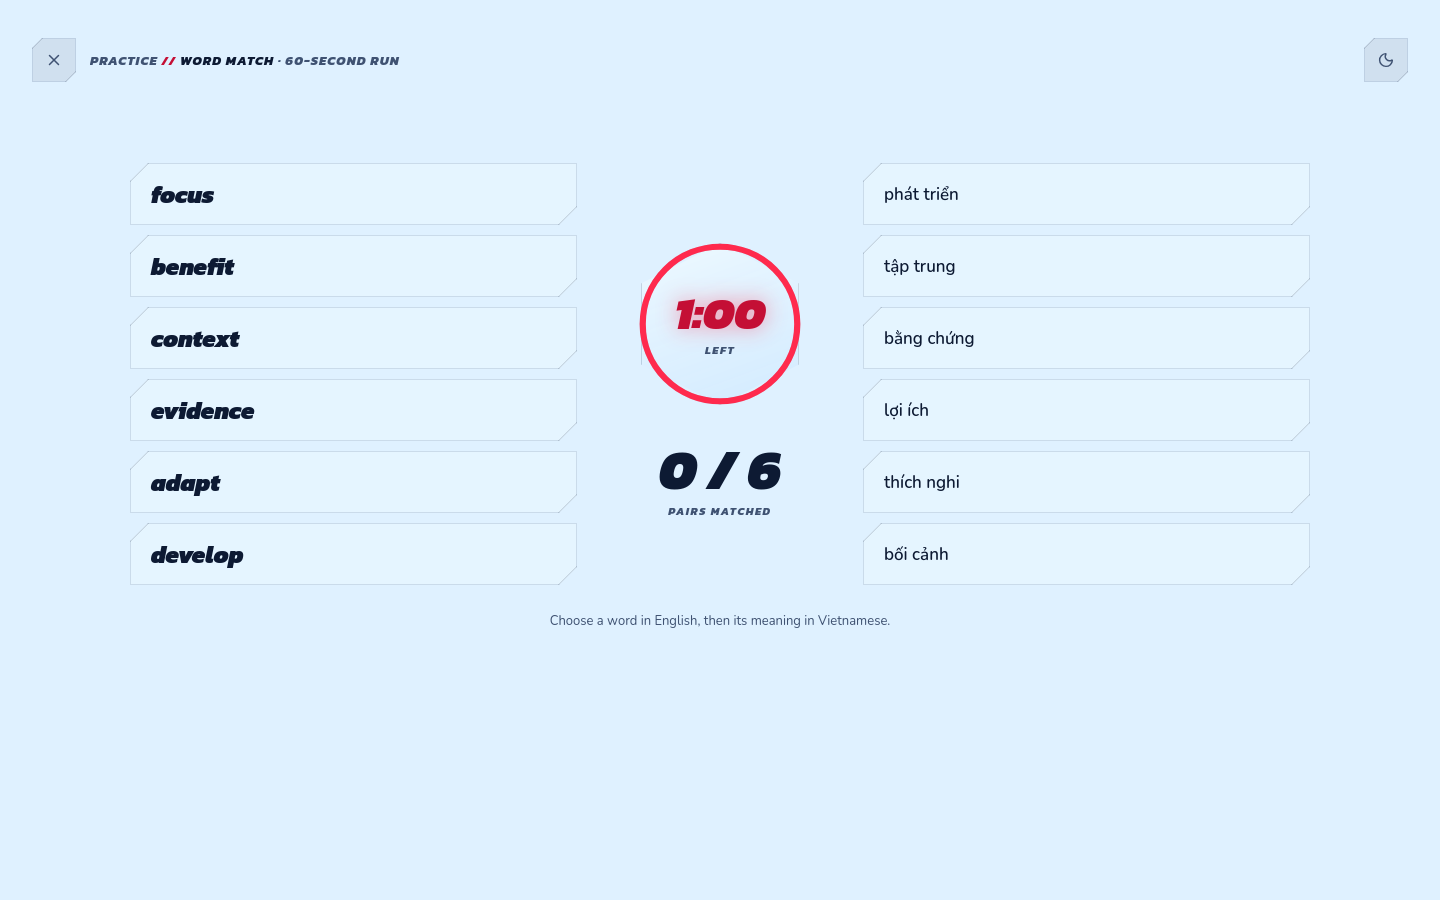 PRACTICE // WORD MATCH · 60-SECOND RUN
focus
benefit
context
evidence
adapt
develop
1:00
LEFT
0 / 6
PAIRS MATCHED
phát triển
tập trung
bằng chứng
lợi ích
thích nghi
bối cảnh
Choose a word in English, then its meaning in Vietnamese.